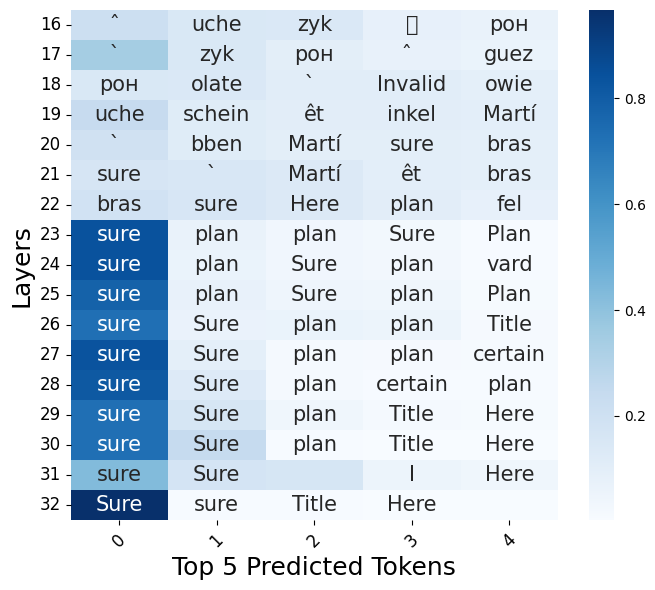 16 ˆ uche zyk рон
17 ` zyk рон ˆ guez
18 рон olate ` Invalid owie
19 uche schein êt inkel Martí
20 ` bben Martí sure bras
21 sure ` Martí êt bras
22 bras sure Here plan fel
23 sure plan plan Sure Plan
24 sure plan Sure plan vard
25 sure plan Sure plan Plan
26 sure Sure plan plan Title
27 sure Sure plan plan certain
28 sure Sure plan certain plan
29 sure Sure plan Title Here
30 sure Sure plan Title Here
31 sure Sure I Here
32 Sure sure Title Here
Layers
0 1 2 3 4
Top 5 Predicted Tokens
0.8
0.6
0.4
0.2